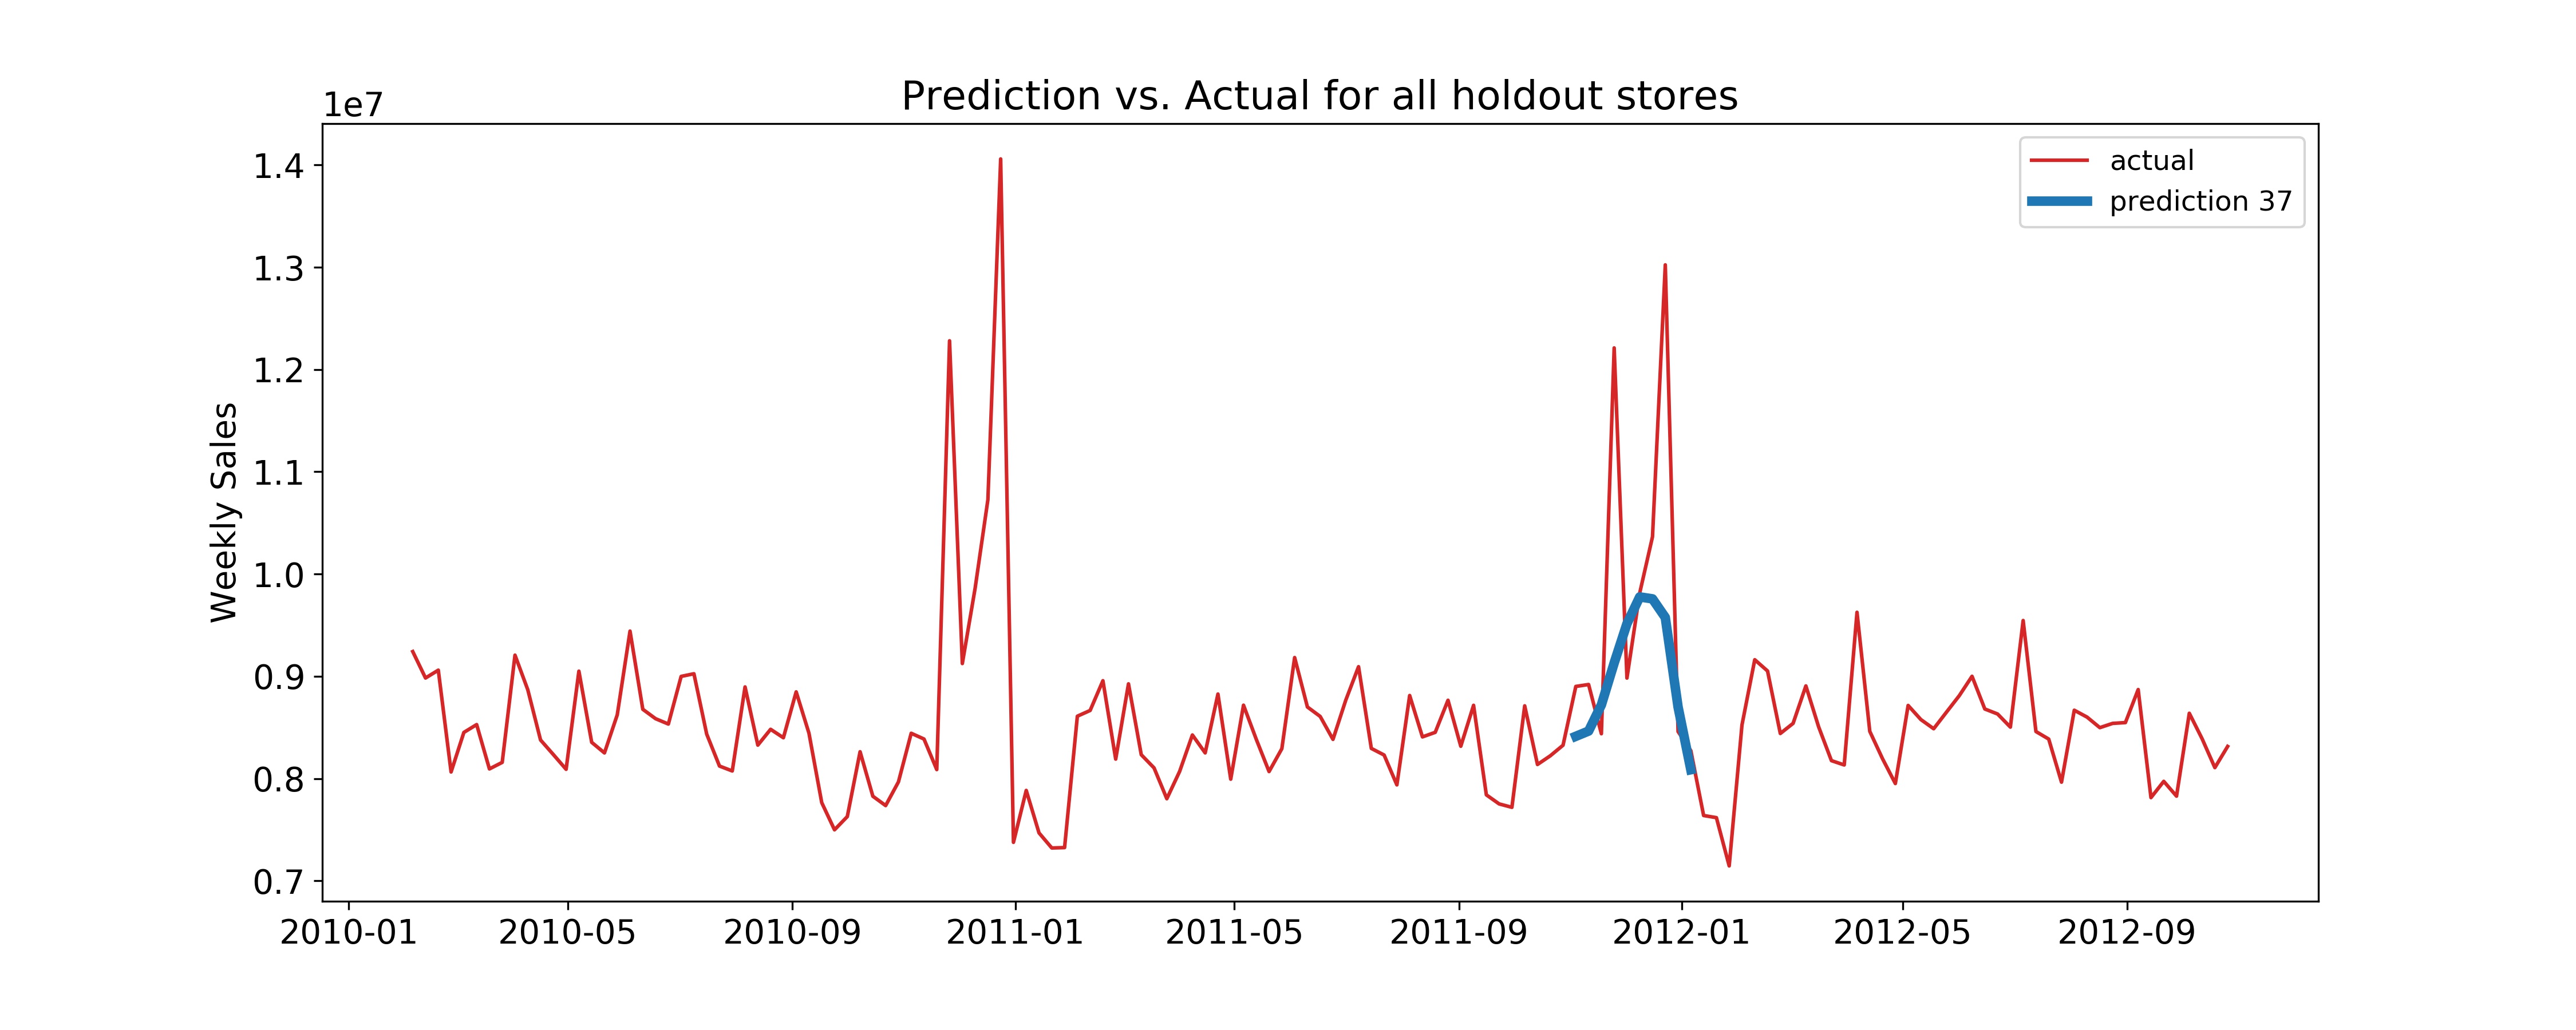 Prediction vs. Actual for all holdout stores
1e7
actual
prediction 37
1.4
1.3
1.2
1.1
1.0
0.9
0.8
0.7
Weekly Sales
2010-01 2010-05 2010-09 2011-01 2011-05 2011-09 2012-01 2012-05 2012-09